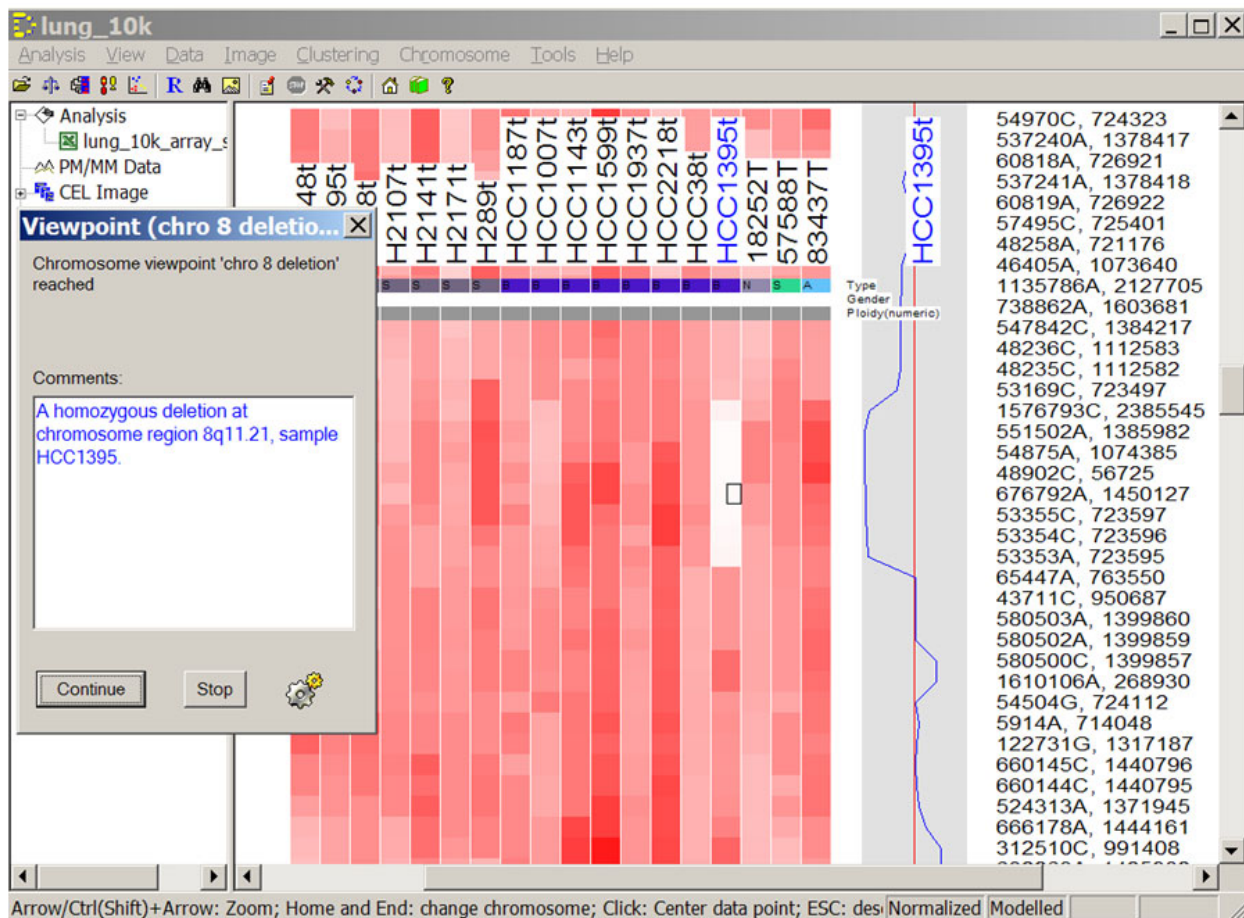 lung_10k
Analysis View Data Image Clustering Chromosome Tools Help
R
Analysis
lung_10k_array_s
PM/MM Data
CEL Image
Viewpoint (chro 8 deletio...
Chromosome viewpoint 'chro 8 deletion'
reached
Comments:
A homozygous deletion at
chromosome region 8q11.21, sample
HCC1395.
Continue Stop
48t
95t
8t
H2107t
H2141t
H2171t
H289t
HCC1187t
HCC1007t
HCC1143t
HCC1599t
HCC1937t
HCC2218t
HCC38t
HCC1395t
18252T
57588T
83437T
S S S S B B B B B B B B N S A
Type
Gender
Ploidy(numeric)
HCC1395t
54970C, 724323
537240A, 1378417
60818A, 726921
537241A, 1378418
60819A, 726922
57495C, 725401
48258A, 721176
46405A, 1073640
1135786A, 2127705
738862A, 1603681
547842C, 1384217
48236C, 1112583
48235C, 1112582
53169C, 723497
1576793C, 2385545
551502A, 1385982
54875A, 1074385
48902C, 56725
676792A, 1450127
53355C, 723597
53354C, 723596
53353A, 723595
65447A, 763550
43711C, 950687
580503A, 1399860
580502A, 1399859
580500C, 1399857
1610106A, 268930
54504G, 724112
5914A, 714048
122731G, 1317187
660145C, 1440796
660144C, 1440795
524313A, 1371945
666178A, 1444161
312510C, 991408
Arrow/Ctrl(Shift)+Arrow: Zoom; Home and End: change chromosome; Click: Center data point; ESC: des Normalized Modelled